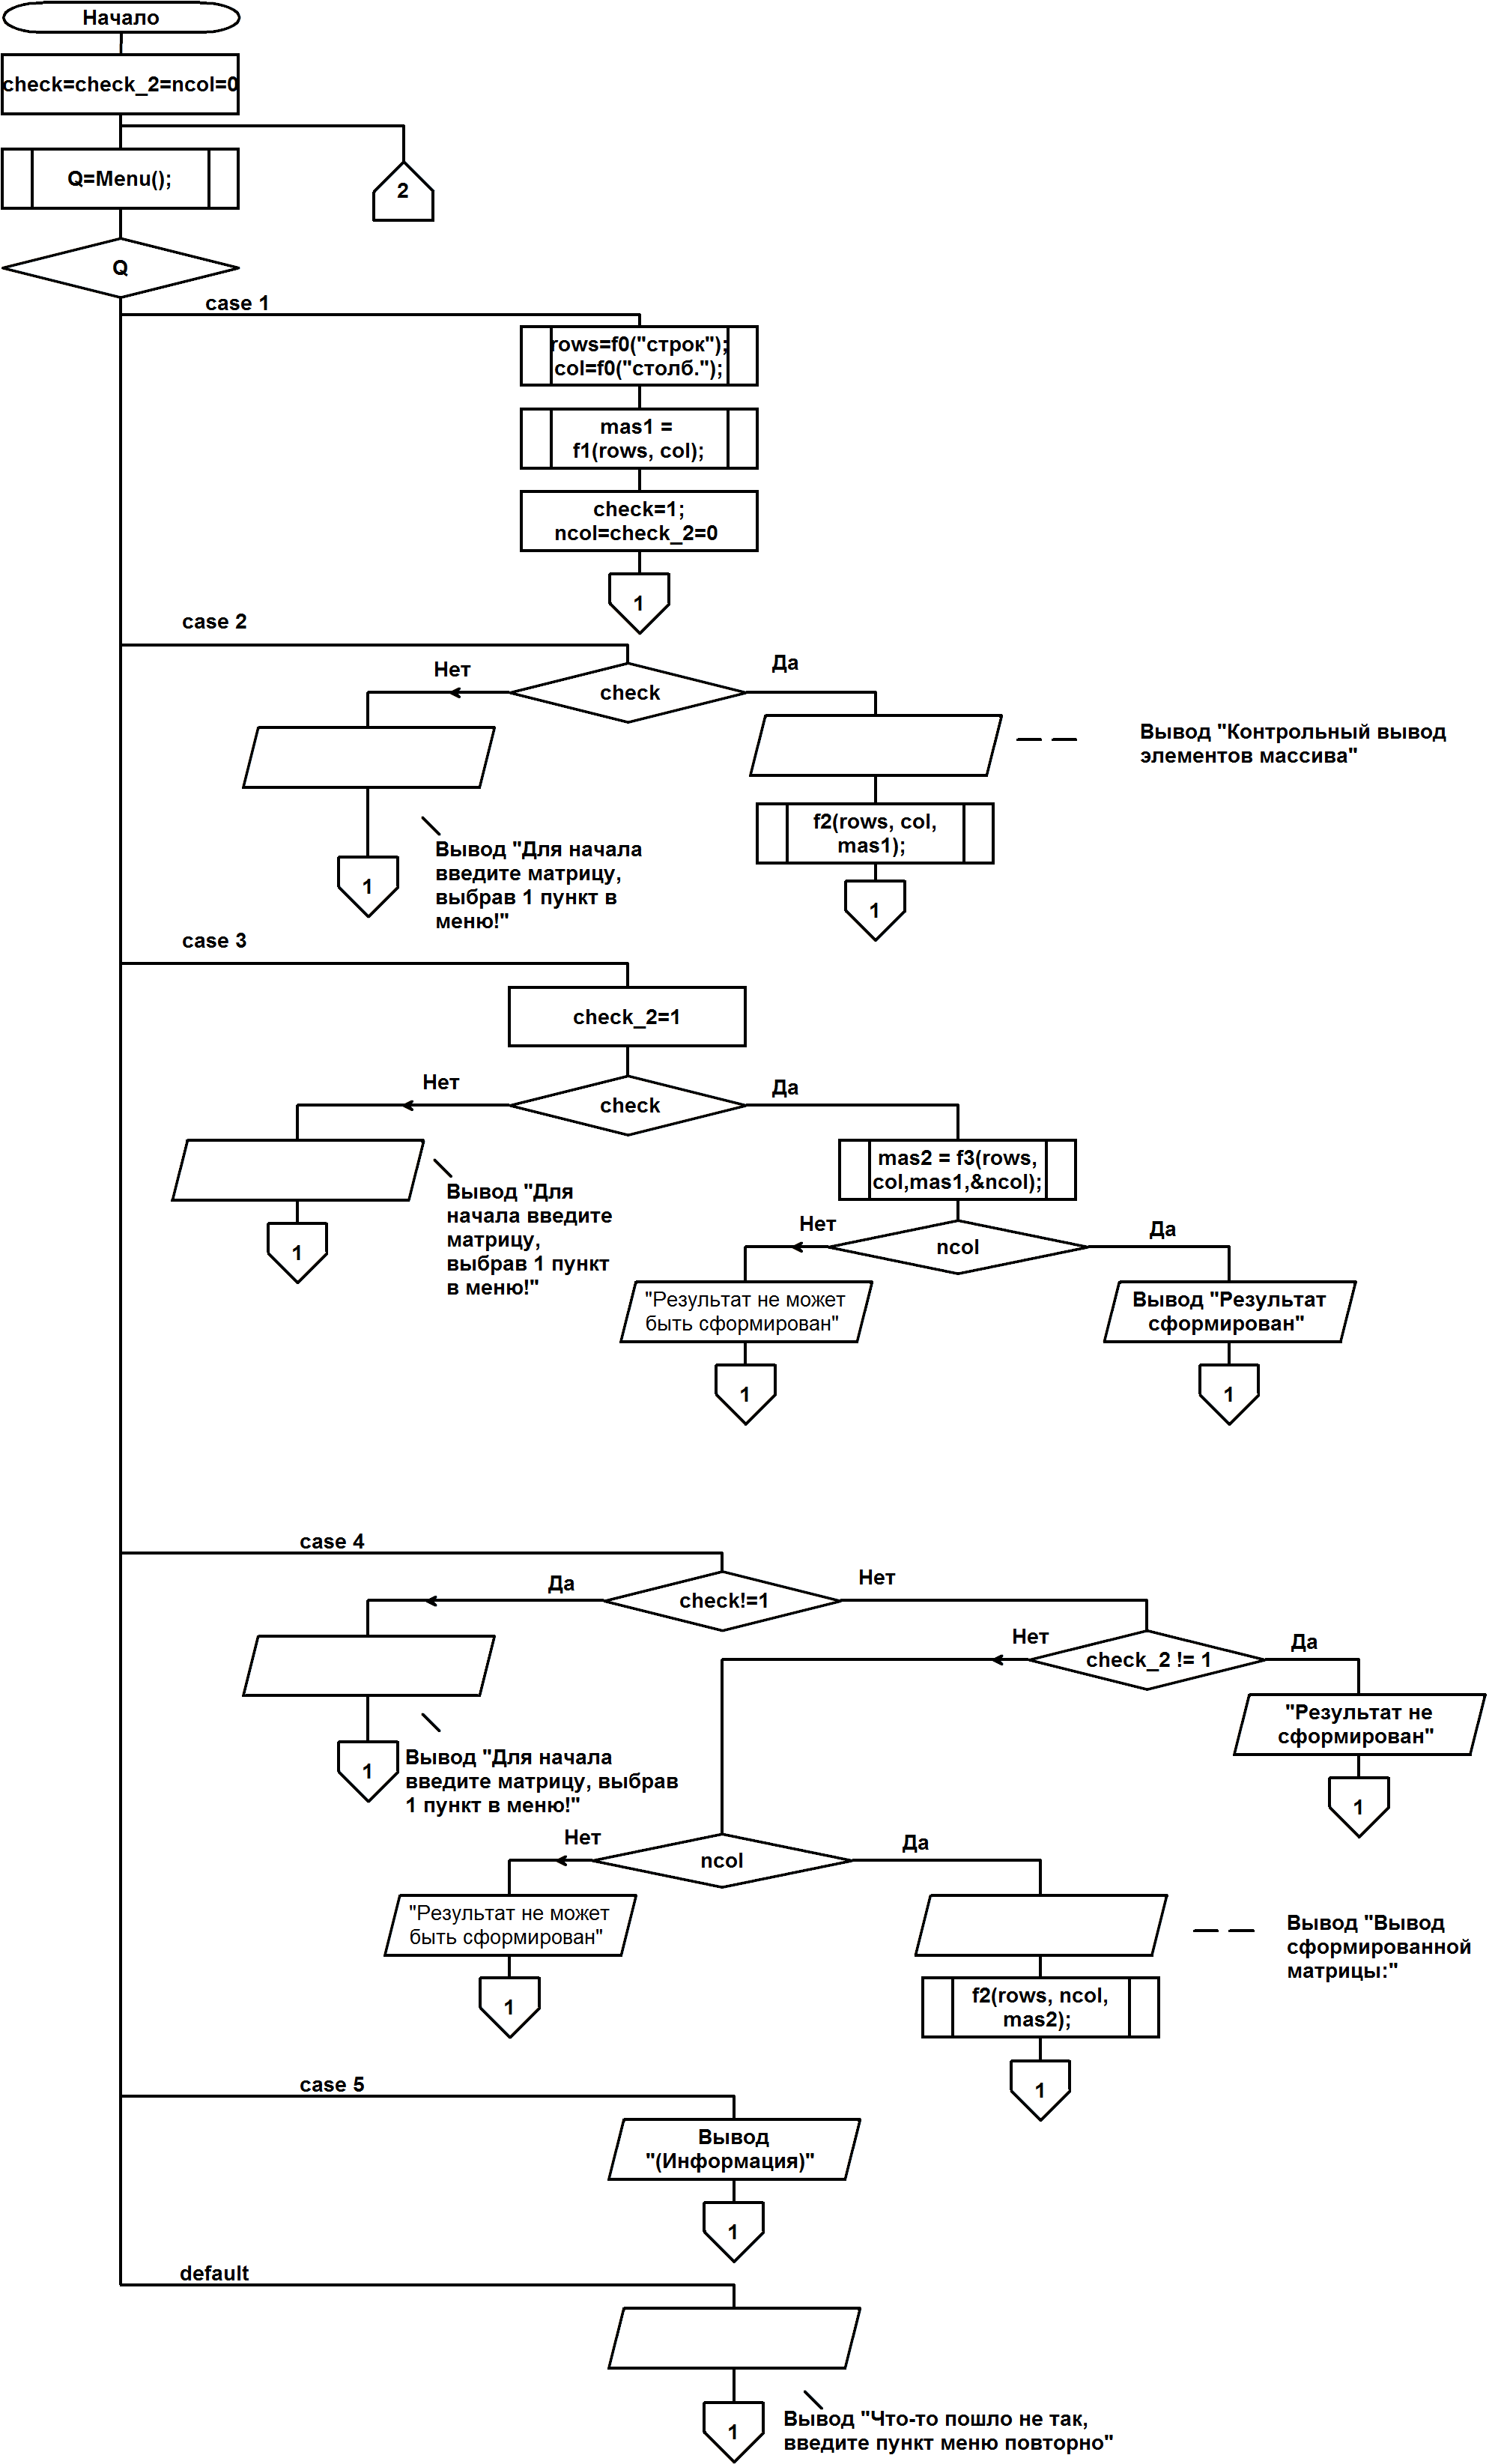 Начало
check=check_2=ncol=0
Q=Menu();
2
Q
case 1
rows=f0("строк");
col=f0("столб.");
mas1 =
f1(rows, col);
check=1;
ncol=check_2=0
1
case 2
Нет
Да
check
Вывод "Контрольный вывод
элементов массива"
f2(rows, col,
mas1);
Вывод "Для начала
введите матрицу,
выбрав 1 пункт в
меню!"
1
1
case 3
check_2=1
Нет
Да
check
mas2 = f3(rows,
col,mas1,&ncol);
Вывод "Для
начала введите
матрицу,
выбрав 1 пункт
в меню!"
1
Нет
Да
ncol
"Результат не может
быть сформирован"
Вывод "Результат
сформирован"
1
1
case 4
Да
Нет
check!=1
Нет
Да
check_2 != 1
"Результат не
сформирован"
Вывод "Для начала
введите матрицу, выбрав
1 пункт в меню!"
1
1
Нет
Да
ncol
"Результат не может
быть сформирован"
Вывод "Вывод
сформированной
матрицы:"
f2(rows, ncol,
mas2);
1
1
case 5
Вывод
"(Информация)"
1
default
Вывод "Что-то пошло не так,
введите пункт меню повторно"
1